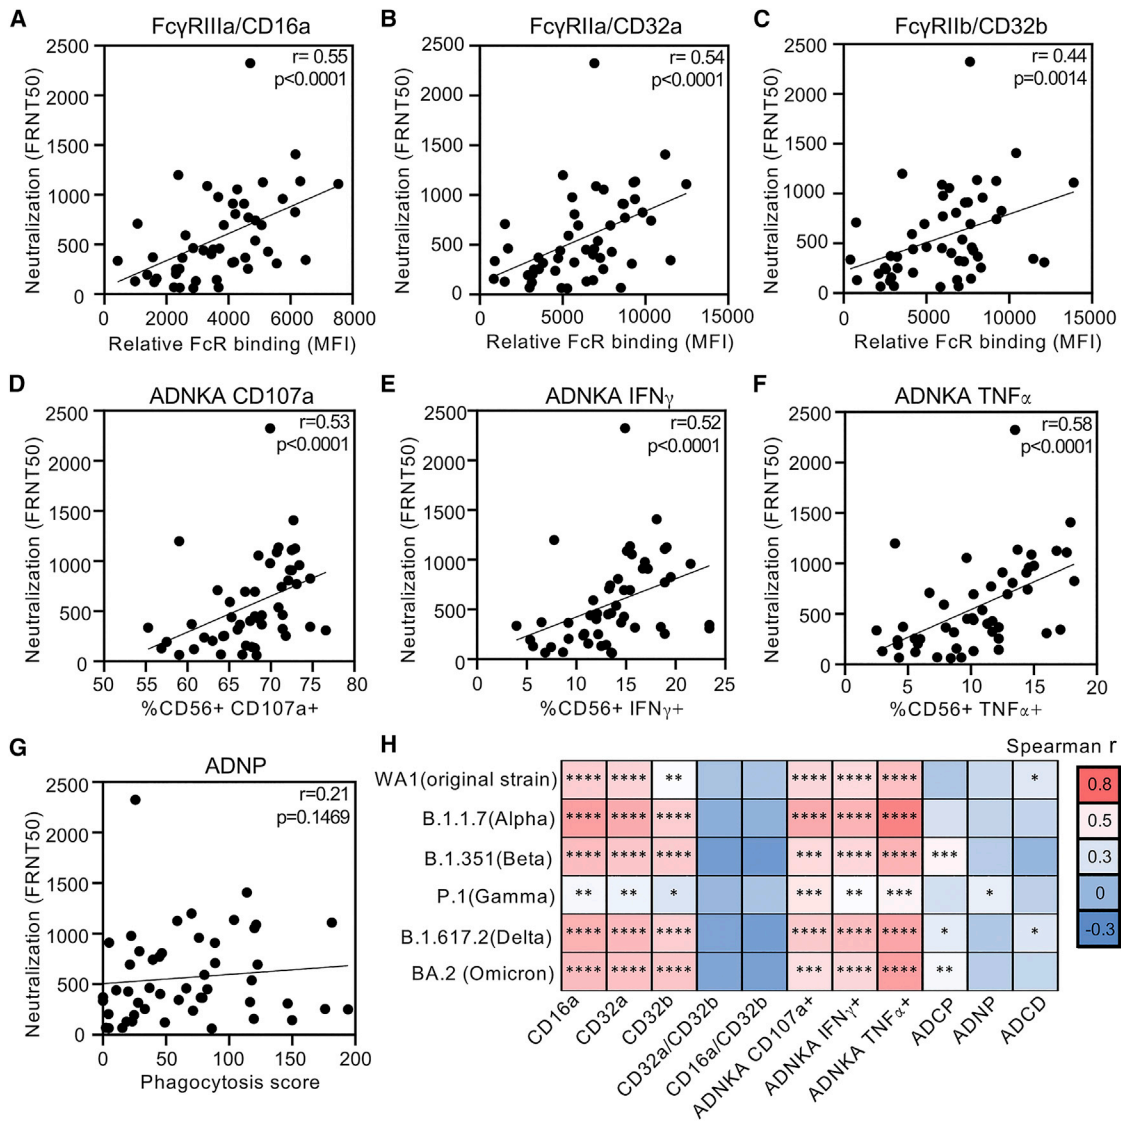 A
FcγRIIIa/CD16a
r= 0.55
p<0.0001
Neutralization (FRNT50)
2500
2000
1500
1000
500
0
0 2000 4000 6000 8000
Relative FcR binding (MFI)
B
FcγRIIa/CD32a
r= 0.54
p<0.0001
Neutralization (FRNT50)
2500
2000
1500
1000
500
0
0 5000 10000 15000
Relative FcR binding (MFI)
C
FcγRIIb/CD32b
r= 0.44
p=0.0014
Neutralization (FRNT50)
2500
2000
1500
1000
500
0
0 5000 10000 15000
Relative FcR binding (MFI)
D
ADNKA CD107a
r=0.53
p<0.0001
Neutralization (FRNT50)
2500
2000
1500
1000
500
0
50 55 60 65 70 75 80
%CD56+ CD107a+
E
ADNKA IFNγ
r=0.52
p<0.0001
Neutralization (FRNT50)
2500
2000
1500
1000
500
0
0 5 10 15 20 25
%CD56+ IFNγ+
F
ADNKA TNFα
r=0.58
p<0.0001
Neutralization (FRNT50)
2500
2000
1500
1000
500
0
0 5 10 15 20
%CD56+ TNFα+
G
ADNP
r=0.21
p=0.1469
Neutralization (FRNT50)
2500
2000
1500
1000
500
0
0 50 100 150 200
Phagocytosis score
H
Spearman r
0.8
0.5
0.3
0
-0.3
WA1(original strain) **** **** ** **** **** **** *
B.1.1.7(Alpha) **** **** **** **** **** ****
B.1.351(Beta) **** **** **** *** **** **** ***
P.1(Gamma) ** ** * *** ** *** *
B.1.617.2(Delta) **** **** **** **** **** **** * *
BA.2 (Omicron) **** **** **** *** **** **** **
CD16a
CD32a
CD32b
CD32a/CD32b
CD16a/CD32b
ADNKA CD107a+
ADNKA IFNγ+
ADNKA TNFα+
ADCP
ADNP
ADCD